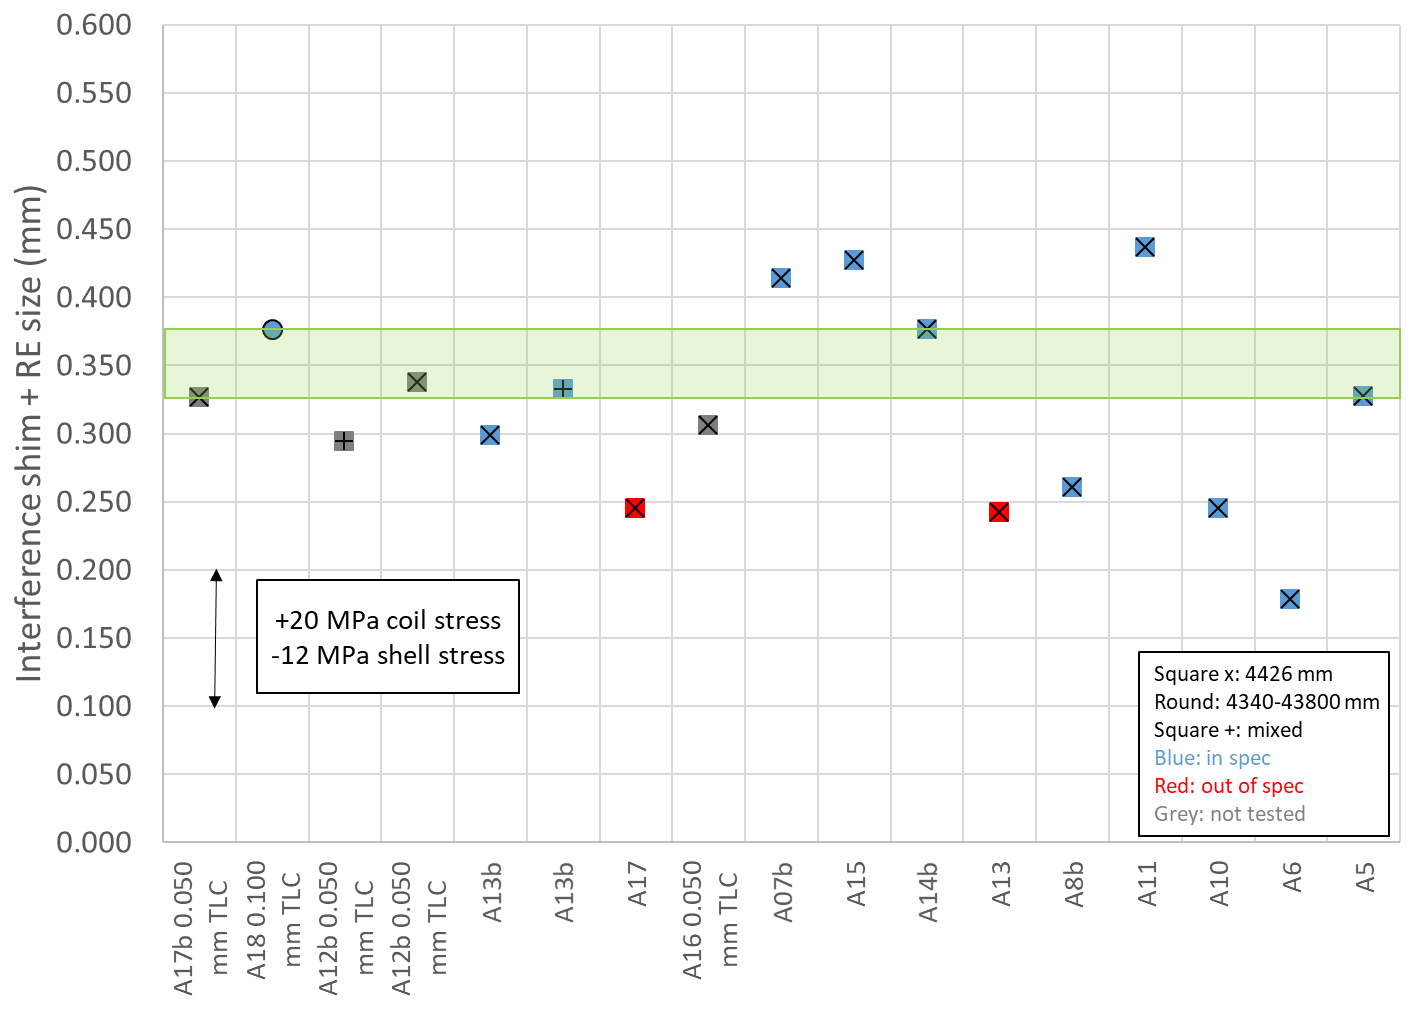 0.600
0.550
0.500
0.450
0.400
0.350
0.300
0.250
0.200
0.150
0.100
0.050
0.000
Interference shim + RE size (mm)
+20 MPa coil stress
-12 MPa shell stress
Square x: 4426 mm
Round: 4340-43800 mm
Square +: mixed
Blue: in spec
Red: out of spec
Grey: not tested
A17b 0.050
mm TLC
A18 0.100
mm TLC
A12b 0.050
mm TLC
A12b 0.050
mm TLC
A13b
A13b
A17
A16 0.050
mm TLC
A07b
A15
A14b
A13
A8b
A11
A10
A6
A5